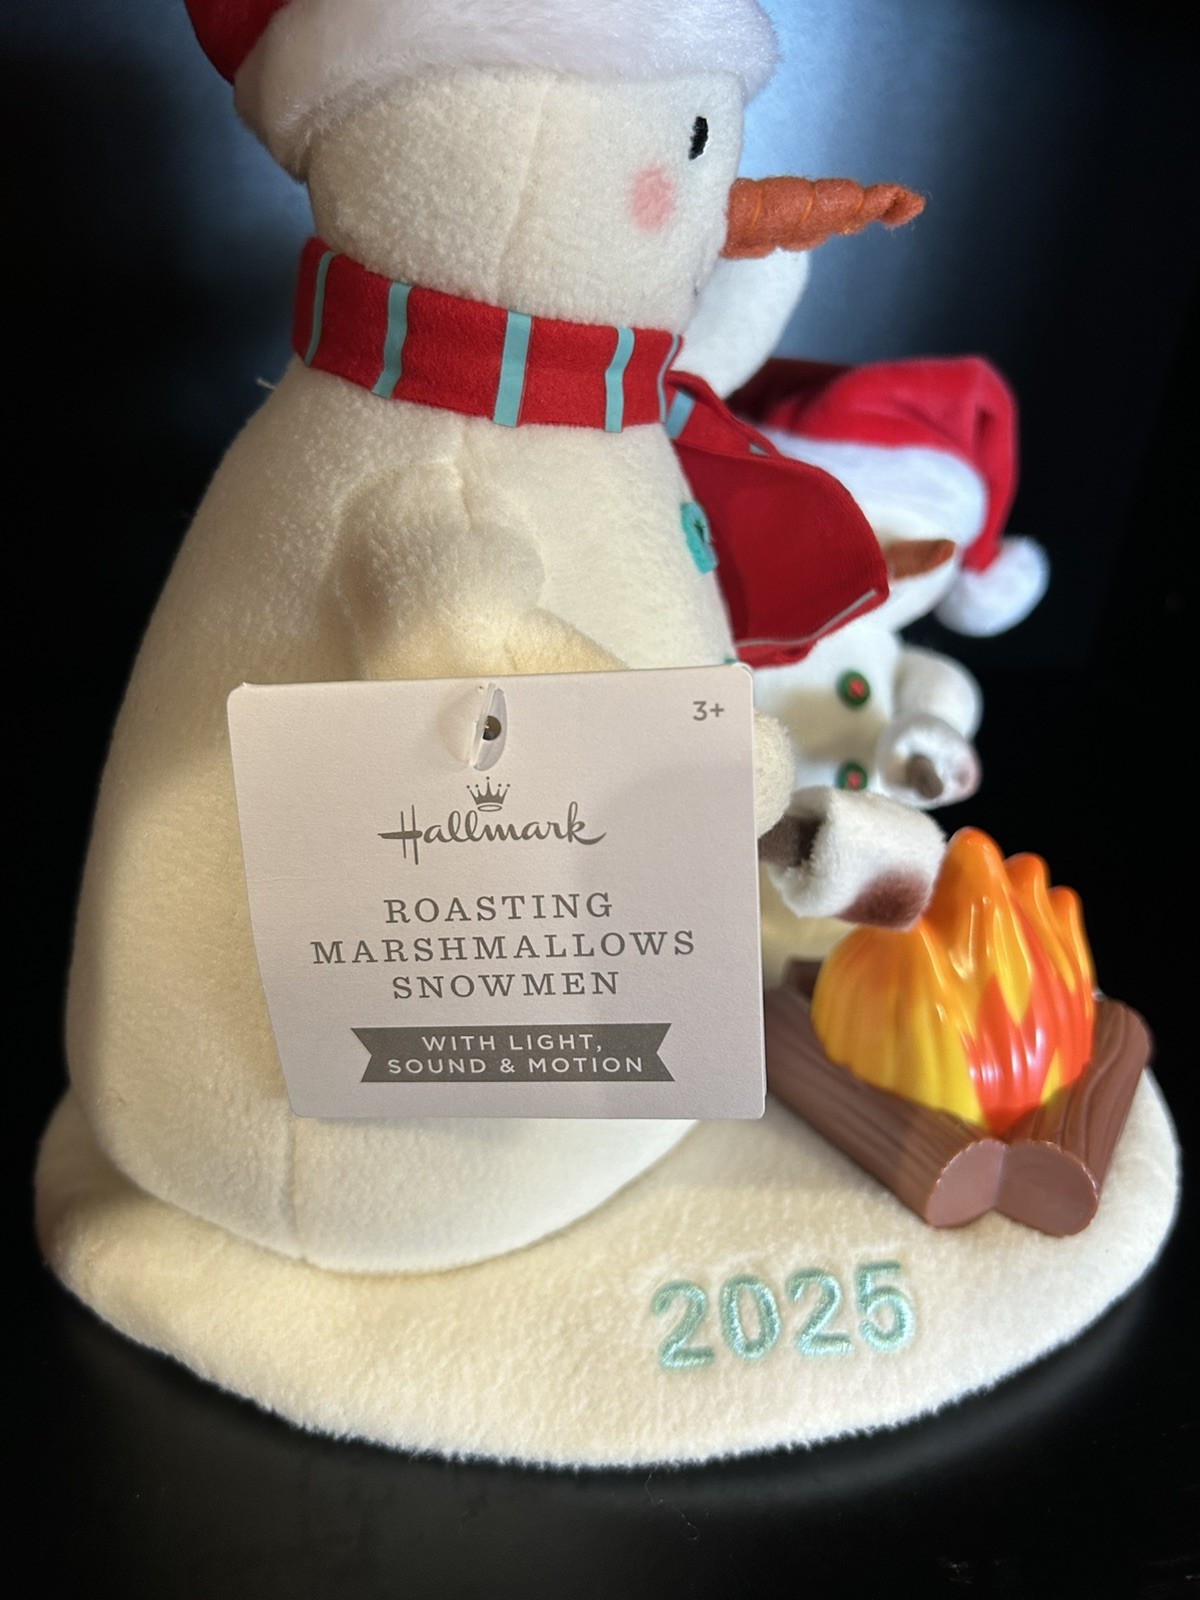 3+
Hallmark
ROASTING
MARSHMALLOWS
SNOWMEN
WITH LIGHT,
SOUND & MOTION
2025